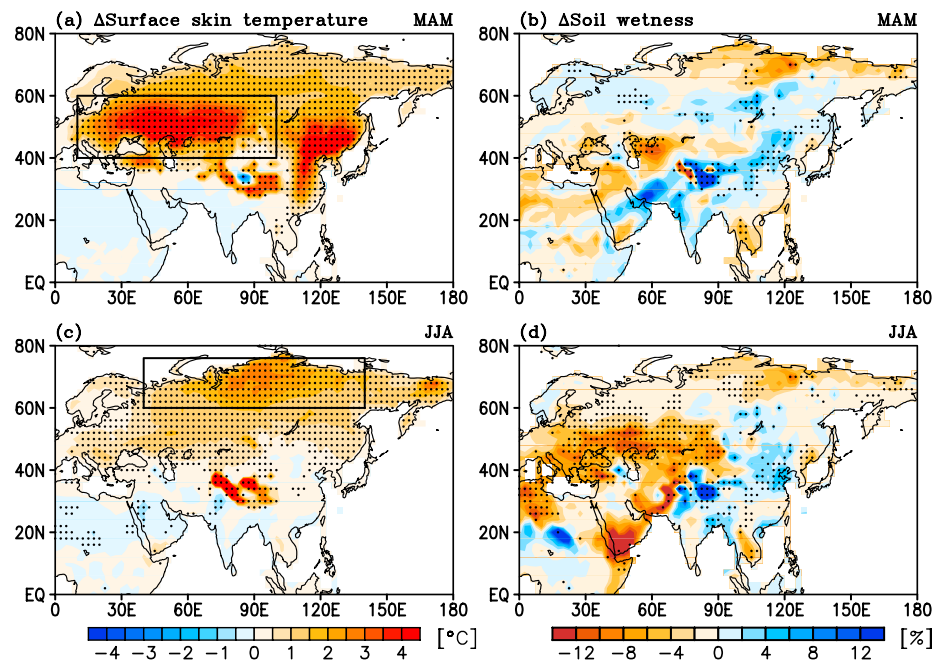 (a) ΔSurface skin temperature MAM
(b) ΔSoil wetness MAM
80N
60N
40N
20N
EQ
0 30E 60E 90E 120E 150E 180
80N
60N
40N
20N
EQ
0 30E 60E 90E 120E 150E 180
(c) JJA
(d) JJA
80N
60N
40N
20N
EQ
0 30E 60E 90E 120E 150E 180
80N
60N
40N
20N
EQ
0 30E 60E 90E 120E 150E 180
−4 −3 −2 −1 0 1 2 3 4 [°C]
−12 −8 −4 0 4 8 12 [%]